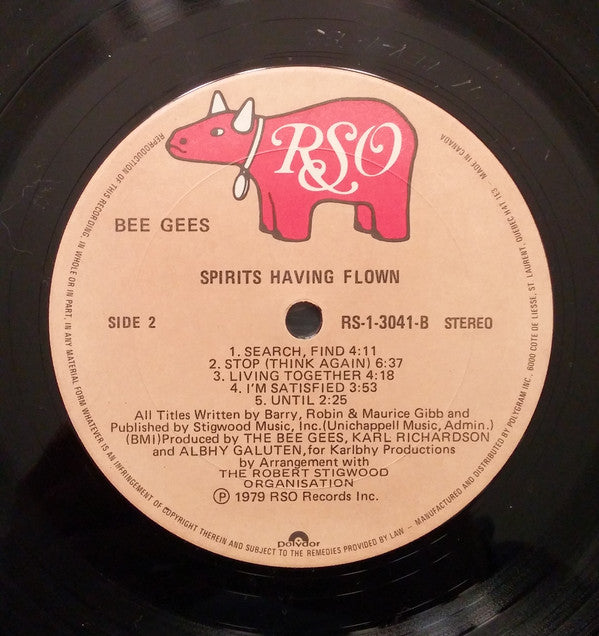 RSO
BEE GEES
SPIRITS HAVING FLOWN
SIDE 2
RS-1-3041-B STEREO
1. SEARCH, FIND 4:11
2. STOP (THINK AGAIN) 6:37
3. LIVING TOGETHER 4:18
4. I'M SATISFIED 3:53
5. UNTIL 2:25
All Titles Written by Barry, Robin & Maurice Gibb and
Published by Stigwood Music, Inc.(Unichappell Music, Admin.)
(BMI)Produced by THE BEE GEES, KARL RICHARDSON
and ALBHY GALUTEN, for Karlbhy Productions
by Arrangement with
THE ROBERT STIGWOOD
ORGANISATION
℗ 1979 RSO Records Inc.
polydor
REPRODUCTION OF THIS RECORDING, IN WHOLE OR IN PART, IN ANY MATERIAL FORM WHATEVER IS AN INFRINGEMENT OF COPYRIGHT THEREIN AND SUBJECT TO THE REMEDIES PROVIDED BY LAW – MANUFACTURED AND DISTRIBUTED BY POLYGRAM INC. 6000 COTE DE LIESSE, ST LAURENT, QUEBEC H4T 1E3 MADE IN CANADA